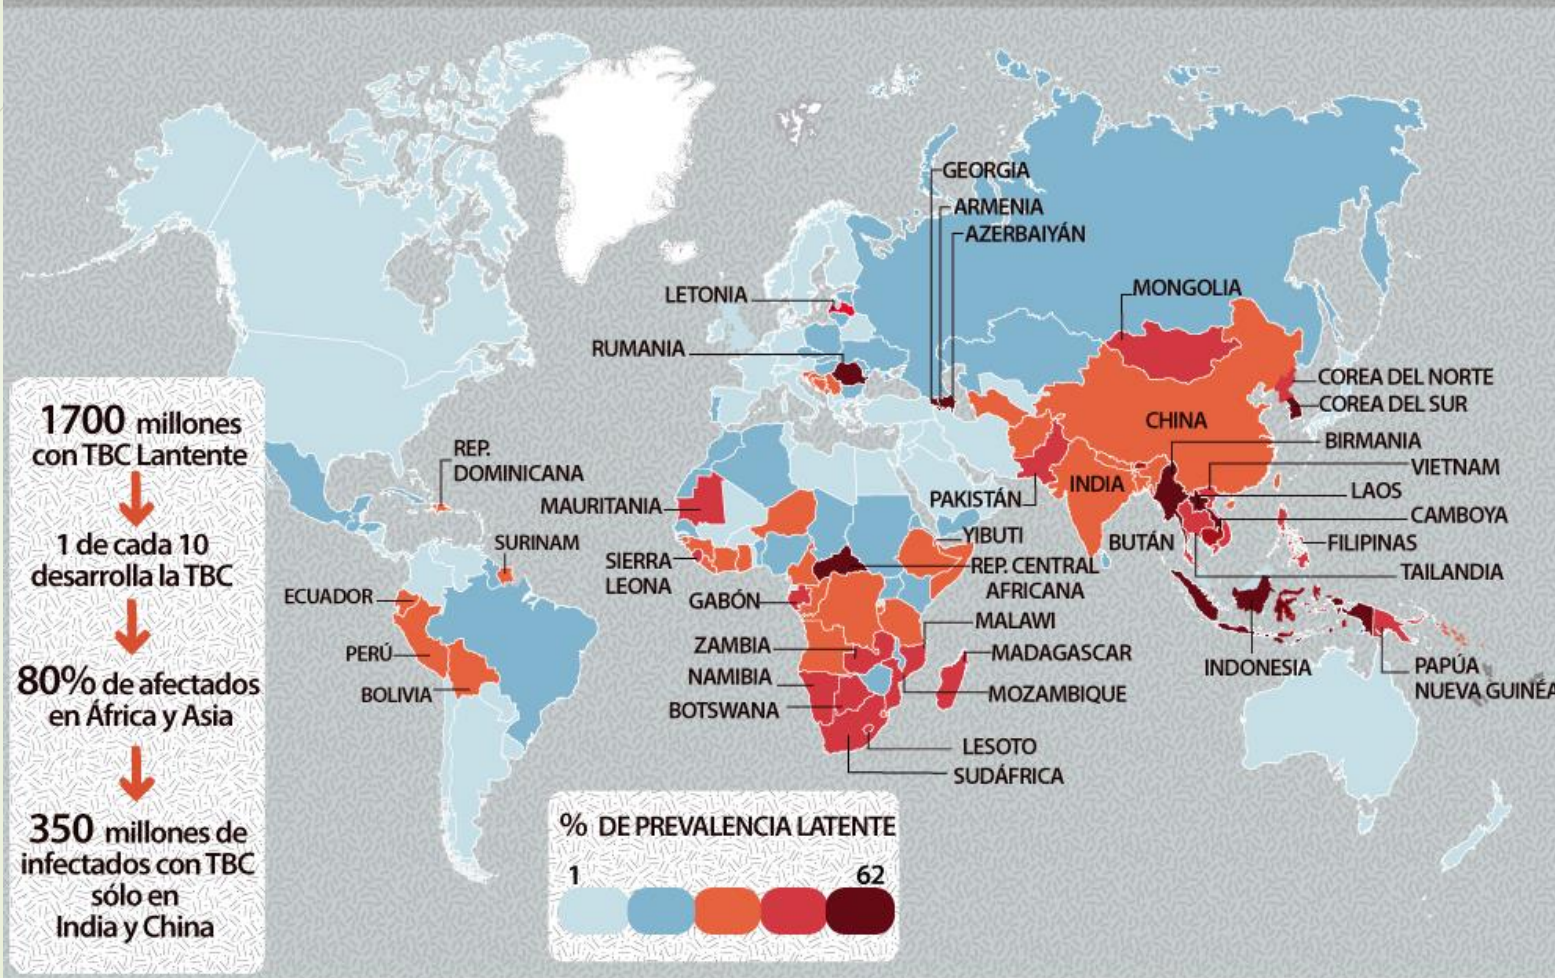 GEORGIA
ARMENIA
AZERBAIYÁN
LETONIA
MONGOLIA
RUMANIA
COREA DEL NORTE
COREA DEL SUR
CHINA
BIRMANIA
VIETNAM
LAOS
CAMBOYA
FILIPINAS
TAILANDIA
INDIA
PAKISTÁN
BUTÁN
REP.
DOMINICANA
SURINAM
ECUADOR
PERÚ
BOLIVIA
MAURITANIA
SIERRA
LEONA
GABÓN
ZAMBIA
NAMIBIA
BOTSWANA
YIBUTI
REP. CENTRAL
AFRICANA
MALAWI
MADAGASCAR
MOZAMBIQUE
LESOTO
SUDÁFRICA
INDONESIA
PAPÚA
NUEVA GUINÉA
1700 millones
con TBC Lantente
1 de cada 10
desarrolla la TBC
80% de afectados
en África y Asia
350 millones de
infectados con TBC
sólo en
India y China
% DE PREVALENCIA LATENTE
1 62